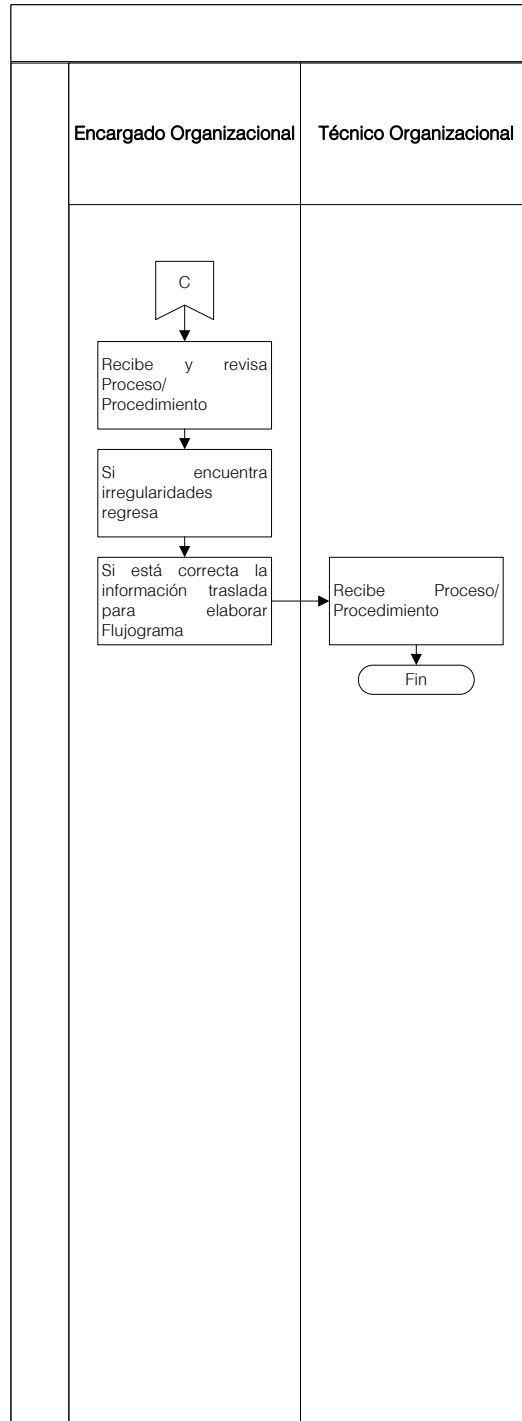 Encargado Organizacional
Técnico Organizacional
C
Recibe y revisa
Proceso/
Procedimiento
Si encuentra
irregularidades
regresa
Si está correcta la
información traslada
para elaborar
Flujograma
Recibe Proceso/
Procedimiento
Fin